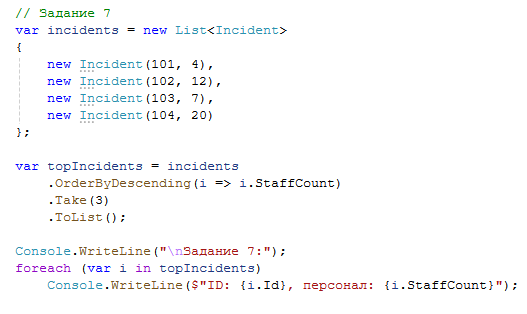 // Задание 7
var incidents = new List<Incident>
{
    new Incident(101, 4),
    new Incident(102, 12),
    new Incident(103, 7),
    new Incident(104, 20)
};

var topIncidents = incidents
    .OrderByDescending(i => i.StaffCount)
    .Take(3)
    .ToList();

Console.WriteLine("\nЗадание 7:");
foreach (var i in topIncidents)
    Console.WriteLine($"ID: {i.Id}, персонал: {i.StaffCount}");